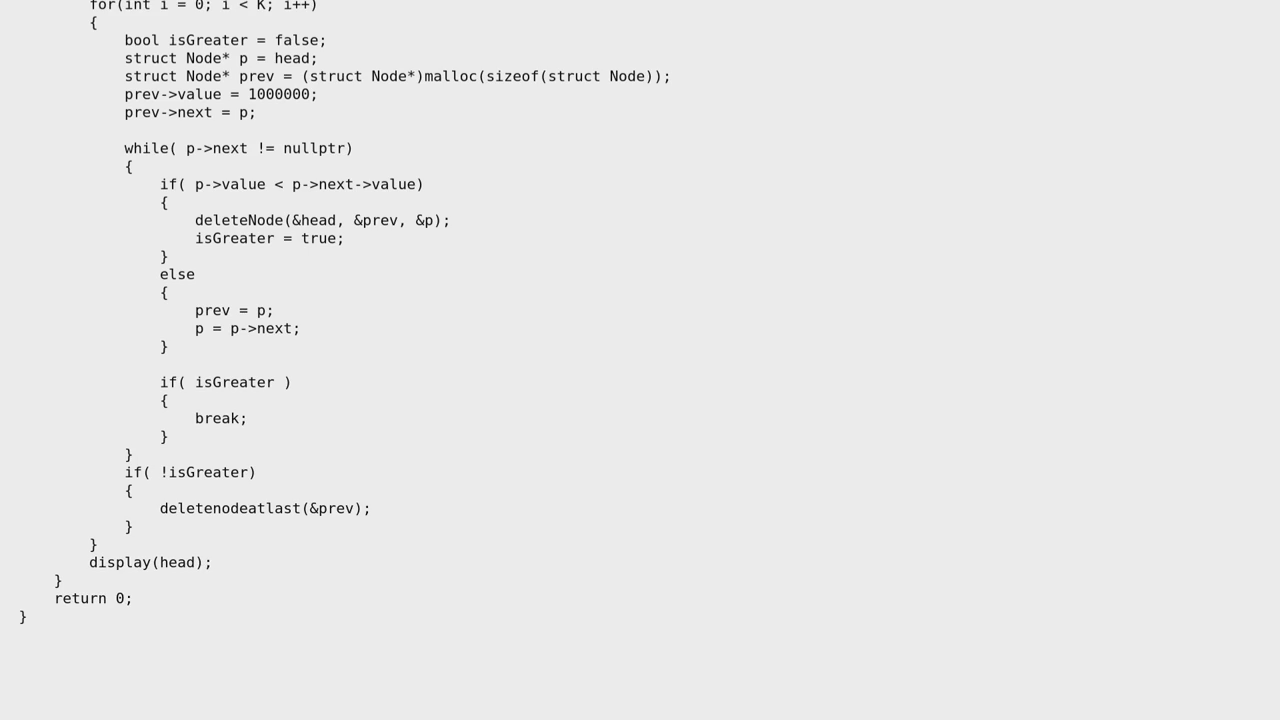 for(int i = 0; i < K; i++)
{
bool isGreater = false;
struct Node* p = head;
struct Node* prev = (struct Node*)malloc(sizeof(struct Node));
prev->value = 1000000;
prev->next = p;
while( p->next != nullptr)
{
if( p->value < p->next->value)
{
deleteNode(&head, &prev, &p);
isGreater = true;
}
else
{
prev = p;
p = p->next;
}
if( isGreater )
{
break;
}
}
if( !isGreater)
{
deletenodeatlast(&prev);
}
}
display(head);
}
return 0;
}